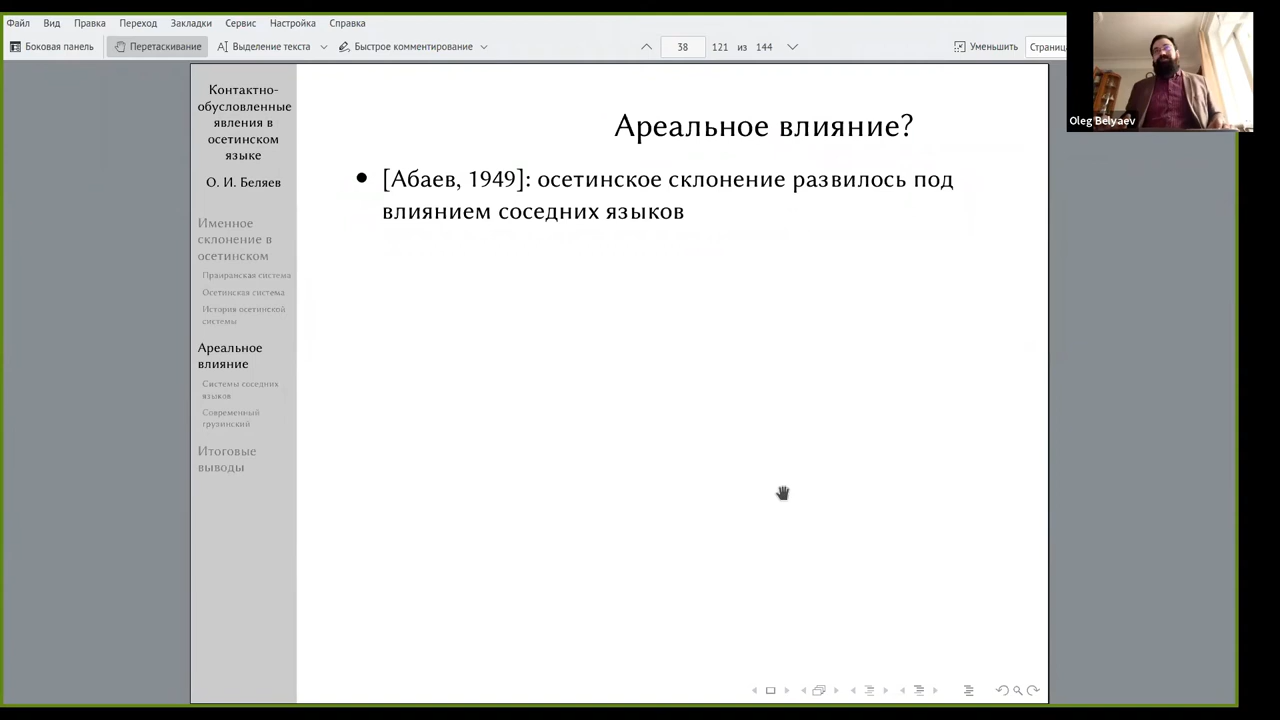 Файл Вид Правка Переход Закладки Сервис Настройка Справка
Боковая панель Перетаскивание Выделение текста Быстрое комментирование 38 121 из 144 Уменьшить Страница
Oleg Belyaev
Контактно-
обусловленные
явления в
осетинском
языке
О. И. Беляев
Именное
склонение в
осетинском
Праиранская система
Осетинская система
История осетинской
системы
Ареальное
влияние
Системы соседних
языков
Современный
грузинский
Итоговые
выводы
Ареальное влияние?
• [Абаев, 1949]: осетинское склонение развилось под
влиянием соседних языков